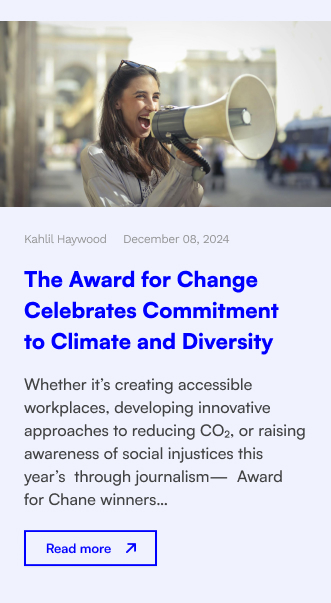 Kahlil Haywood December 08, 2024
The Award for Change
Celebrates Commitment
to Climate and Diversity
Whether it’s creating accessible
workplaces, developing innovative
approaches to reducing CO₂, or raising
awareness of social injustices this
year’s  through journalism—  Award
for Chane winners...
Read more